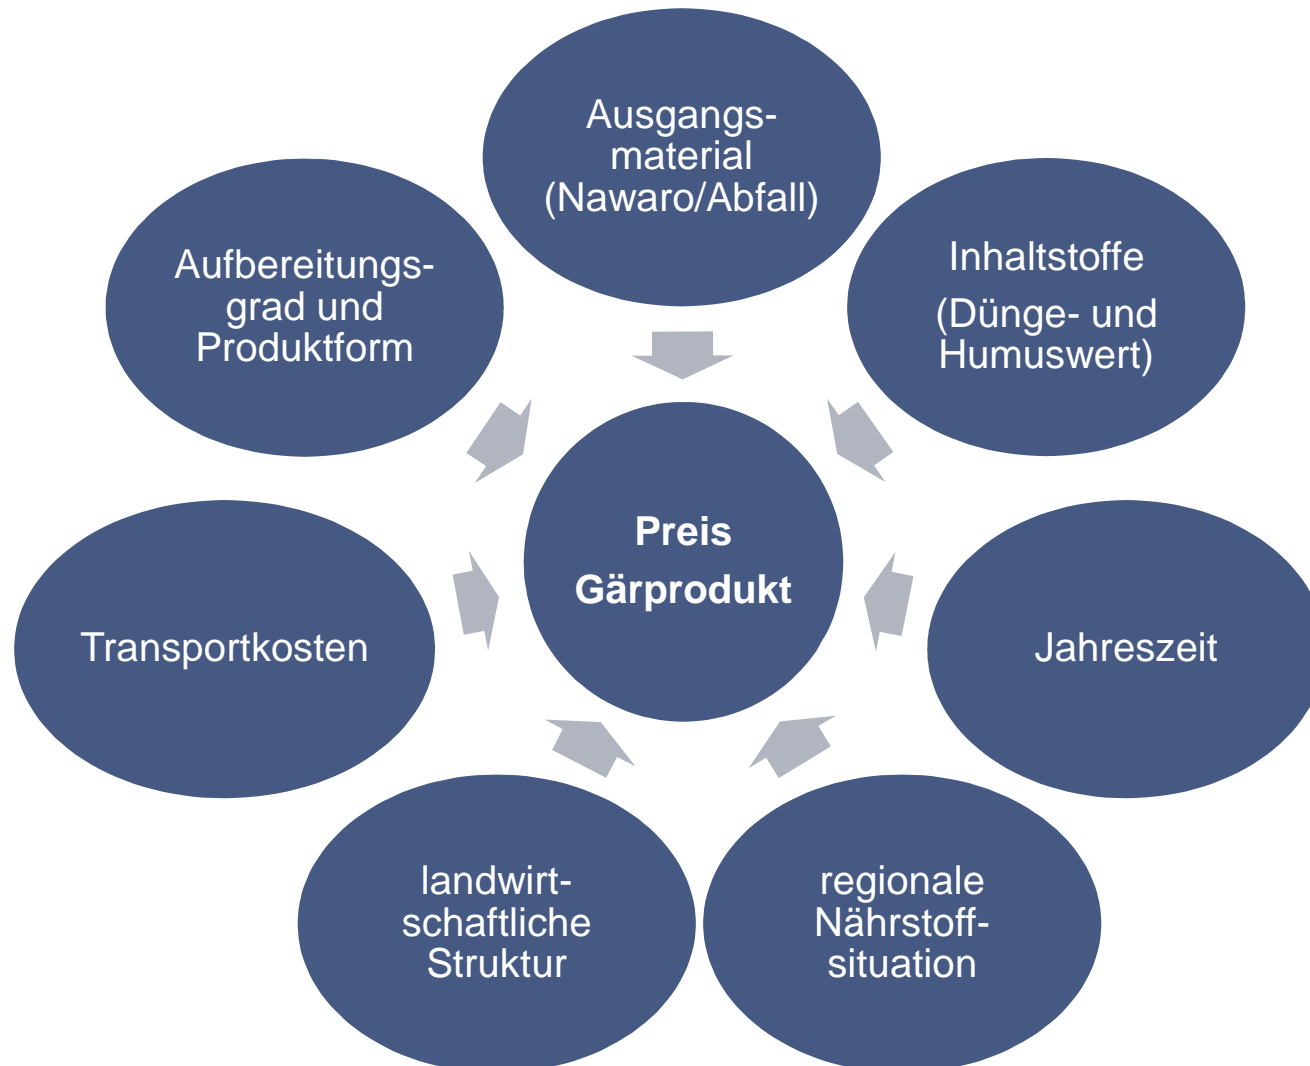 Ausgangs-
material
(Nawaro/Abfall)
Inhaltstoffe
(Dünge- und
Humuswert)
Jahreszeit
regionale
Nährstoff-
situation
landwirt-
schaftliche
Struktur
Transportkosten
Aufbereitungs-
grad und
Produktform
Preis
Gärprodukt